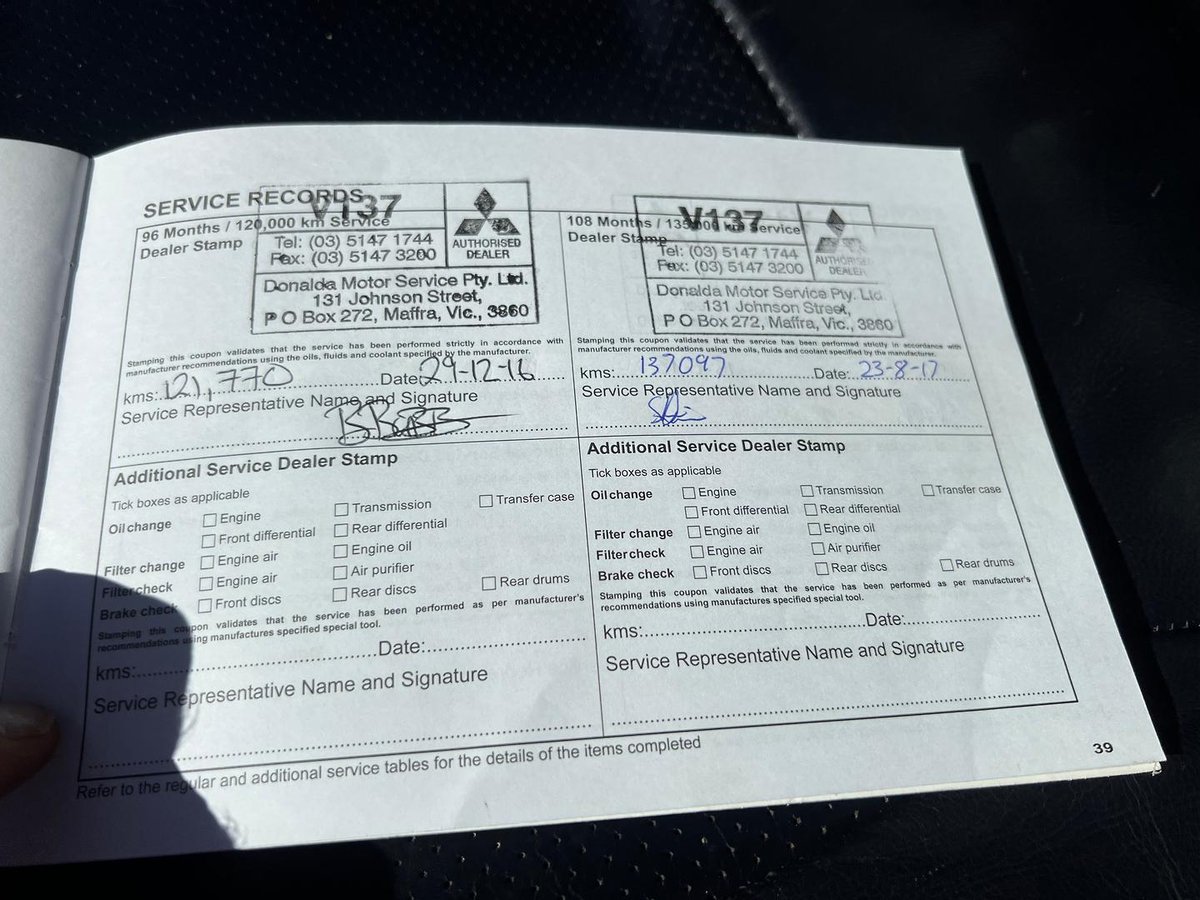 SERVICE RECORDS
96 Months / 120,000 km Service
Dealer Stamp
V137
Tel: (03) 5147 1744
Fax: (03) 5147 3200
AUTHORISED
DEALER
Donalda Motor Service Pty. Ltd.
131 Johnson Street,
P O Box 272, Maffra, Vic., 3860
Stamping this coupon validates that the service has been performed strictly in accordance with
manufacturer recommendations using the oils, fluids and coolant specified by the manufacturer.
kms: 121,770 Date: 29-12-16
Service Representative Name and Signature
Additional Service Dealer Stamp
Tick boxes as applicable
Oil change Engine Transmission Transfer case
Front differential Rear differential
Filter change Engine air Engine oil
Filter check Engine air Air purifier
Brake check Front discs Rear discs Rear drums
Stamping this coupon validates that the service has been performed as per manufacturer's
recommendations using manufactures specified special tool.
kms: Date:
Service Representative Name and Signature
108 Months / 135,000 km Service
Dealer Stamp
V137
Tel: (03) 5147 1744
Fax: (03) 5147 3200
AUTHORISED
DEALER
Donalda Motor Service Pty. Ltd.
131 Johnson Street,
P O Box 272, Maffra, Vic., 3860
Stamping this coupon validates that the service has been performed strictly in accordance with
manufacturer recommendations using the oils, fluids and coolant specified by the manufacturer.
kms: 137097 Date: 23-8-17
Service Representative Name and Signature
Additional Service Dealer Stamp
Tick boxes as applicable
Oil change Engine Transmission Transfer case
Front differential Rear differential
Filter change Engine air Engine oil
Filter check Engine air Air purifier
Brake check Front discs Rear discs Rear drums
Stamping this coupon validates that the service has been performed as per manufacturer's
recommendations using manufactures specified special tool.
kms: Date:
Service Representative Name and Signature
Refer to the regular and additional service tables for the details of the items completed
39